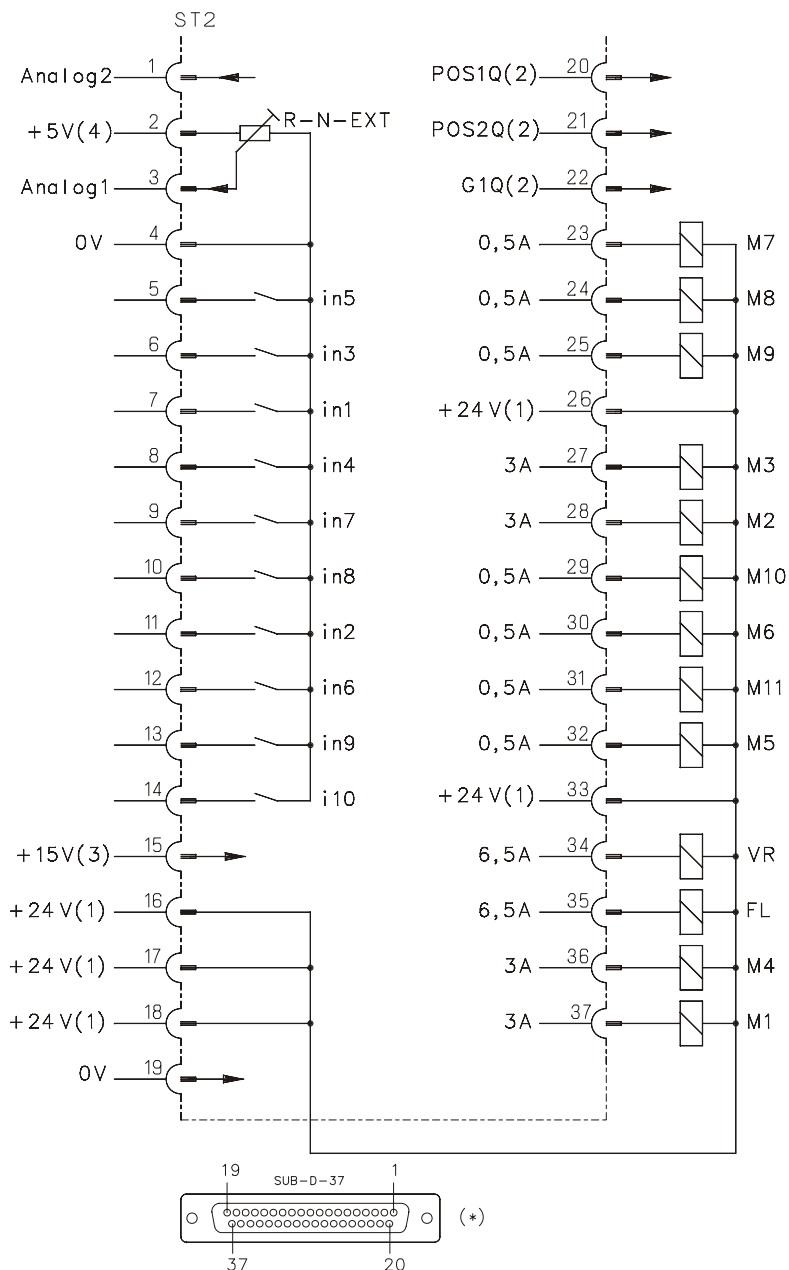 ST2
Analog2 1
+5V(4) 2 R-N-EXT
Analog1 3
0V 4
5 in5
6 in3
7 in1
8 in4
9 in7
10 in8
11 in2
12 in6
13 in9
14 i10
+15V(3) 15
+24V(1) 16
+24V(1) 17
+24V(1) 18
0V 19
POS1Q(2) 20
POS2Q(2) 21
G1Q(2) 22
0,5A 23 M7
0,5A 24 M8
0,5A 25 M9
+24V(1) 26
3A 27 M3
3A 28 M2
0,5A 29 M10
0,5A 30 M6
0,5A 31 M11
0,5A 32 M5
+24V(1) 33
6,5A 34 VR
6,5A 35 FL
3A 36 M4
3A 37 M1
19 SUB-D-37 1
(*)
37 20